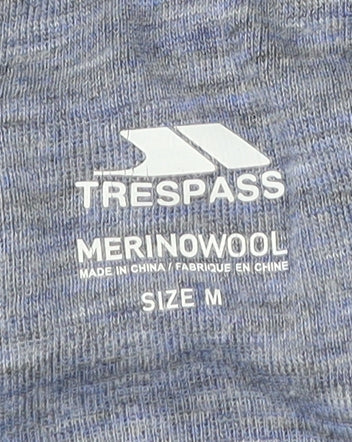 TRESPASS
MERINOWOOL
MADE IN CHINA / FABRIQUE EN CHINE
SIZE M